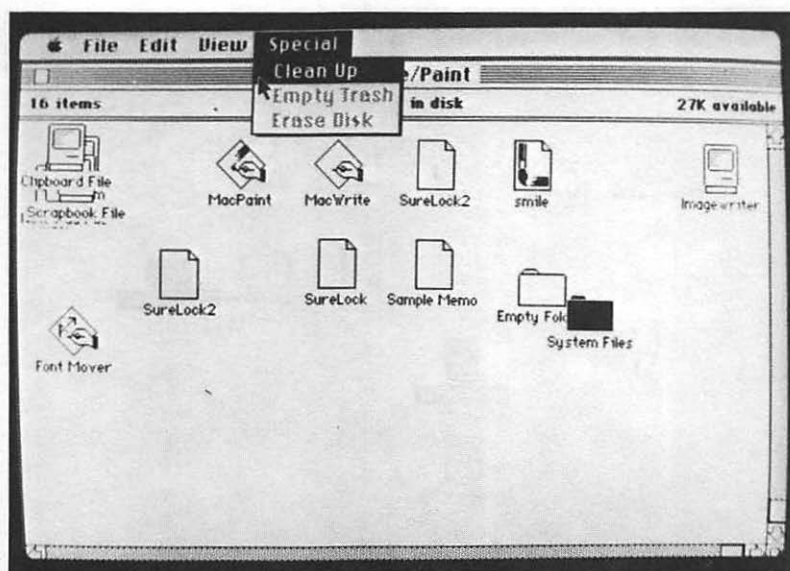 File Edit View Special
Clean Up
e/Paint
Empty Trash
16 items
in disk
27K available
Erase Disk
Clipboard File
Scrapbook File
MacPaint
MacWrite
SureLock2
smile
Imagewriter
SureLock2
SureLock
Sample Memo
Empty Fol
System Files
Font Mover